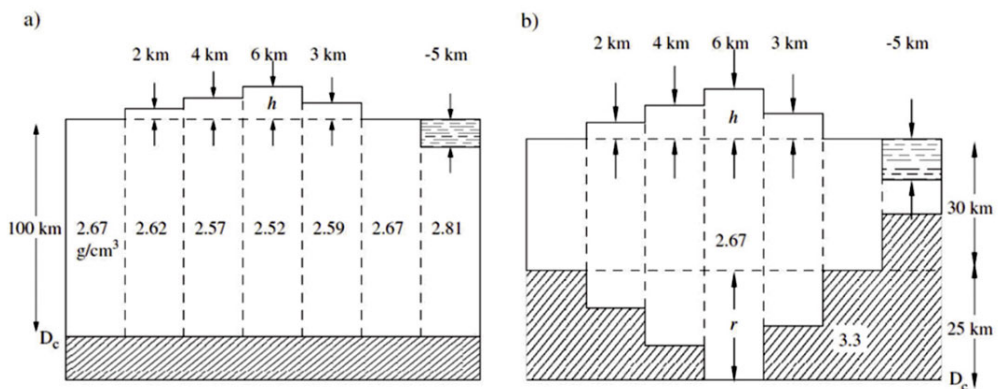 a)
2 km 4 km 6 km 3 km -5 km
h
100 km
2.67 2.62 2.57 2.52 2.59 2.67 2.81
g/cm³
Dc
b)
2 km 4 km 6 km 3 km -5 km
h
30 km
2.67
r
25 km
3.3
Dc